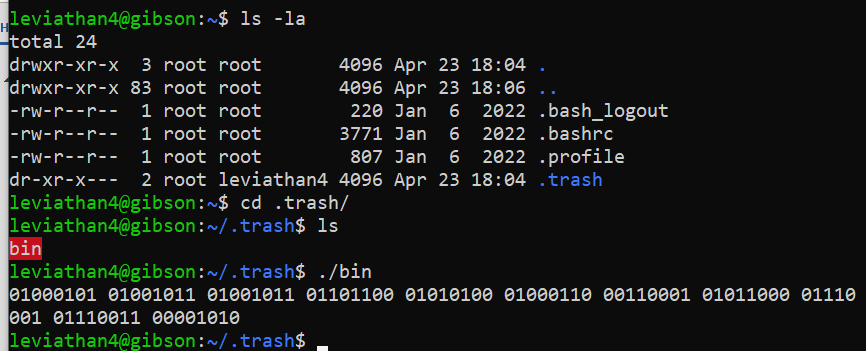 H
leviathan4@gibson:~$ ls -la
total 24
drwxr-xr-x  3 root root       4096 Apr 23 18:04 .
drwxr-xr-x 83 root root       4096 Apr 23 18:06 ..
-rw-r--r--  1 root root        220 Jan  6  2022 .bash_logout
-rw-r--r--  1 root root       3771 Jan  6  2022 .bashrc
-rw-r--r--  1 root root        807 Jan  6  2022 .profile
dr-xr-x---  2 root leviathan4 4096 Apr 23 18:04 .trash
leviathan4@gibson:~$ cd .trash/
leviathan4@gibson:~/.trash$ ls
bin
leviathan4@gibson:~/.trash$ ./bin
01000101 01001011 01001011 01101100 01010100 01000110 00110001 01011000 01110
001 01110011 00001010
leviathan4@gibson:~/.trash$